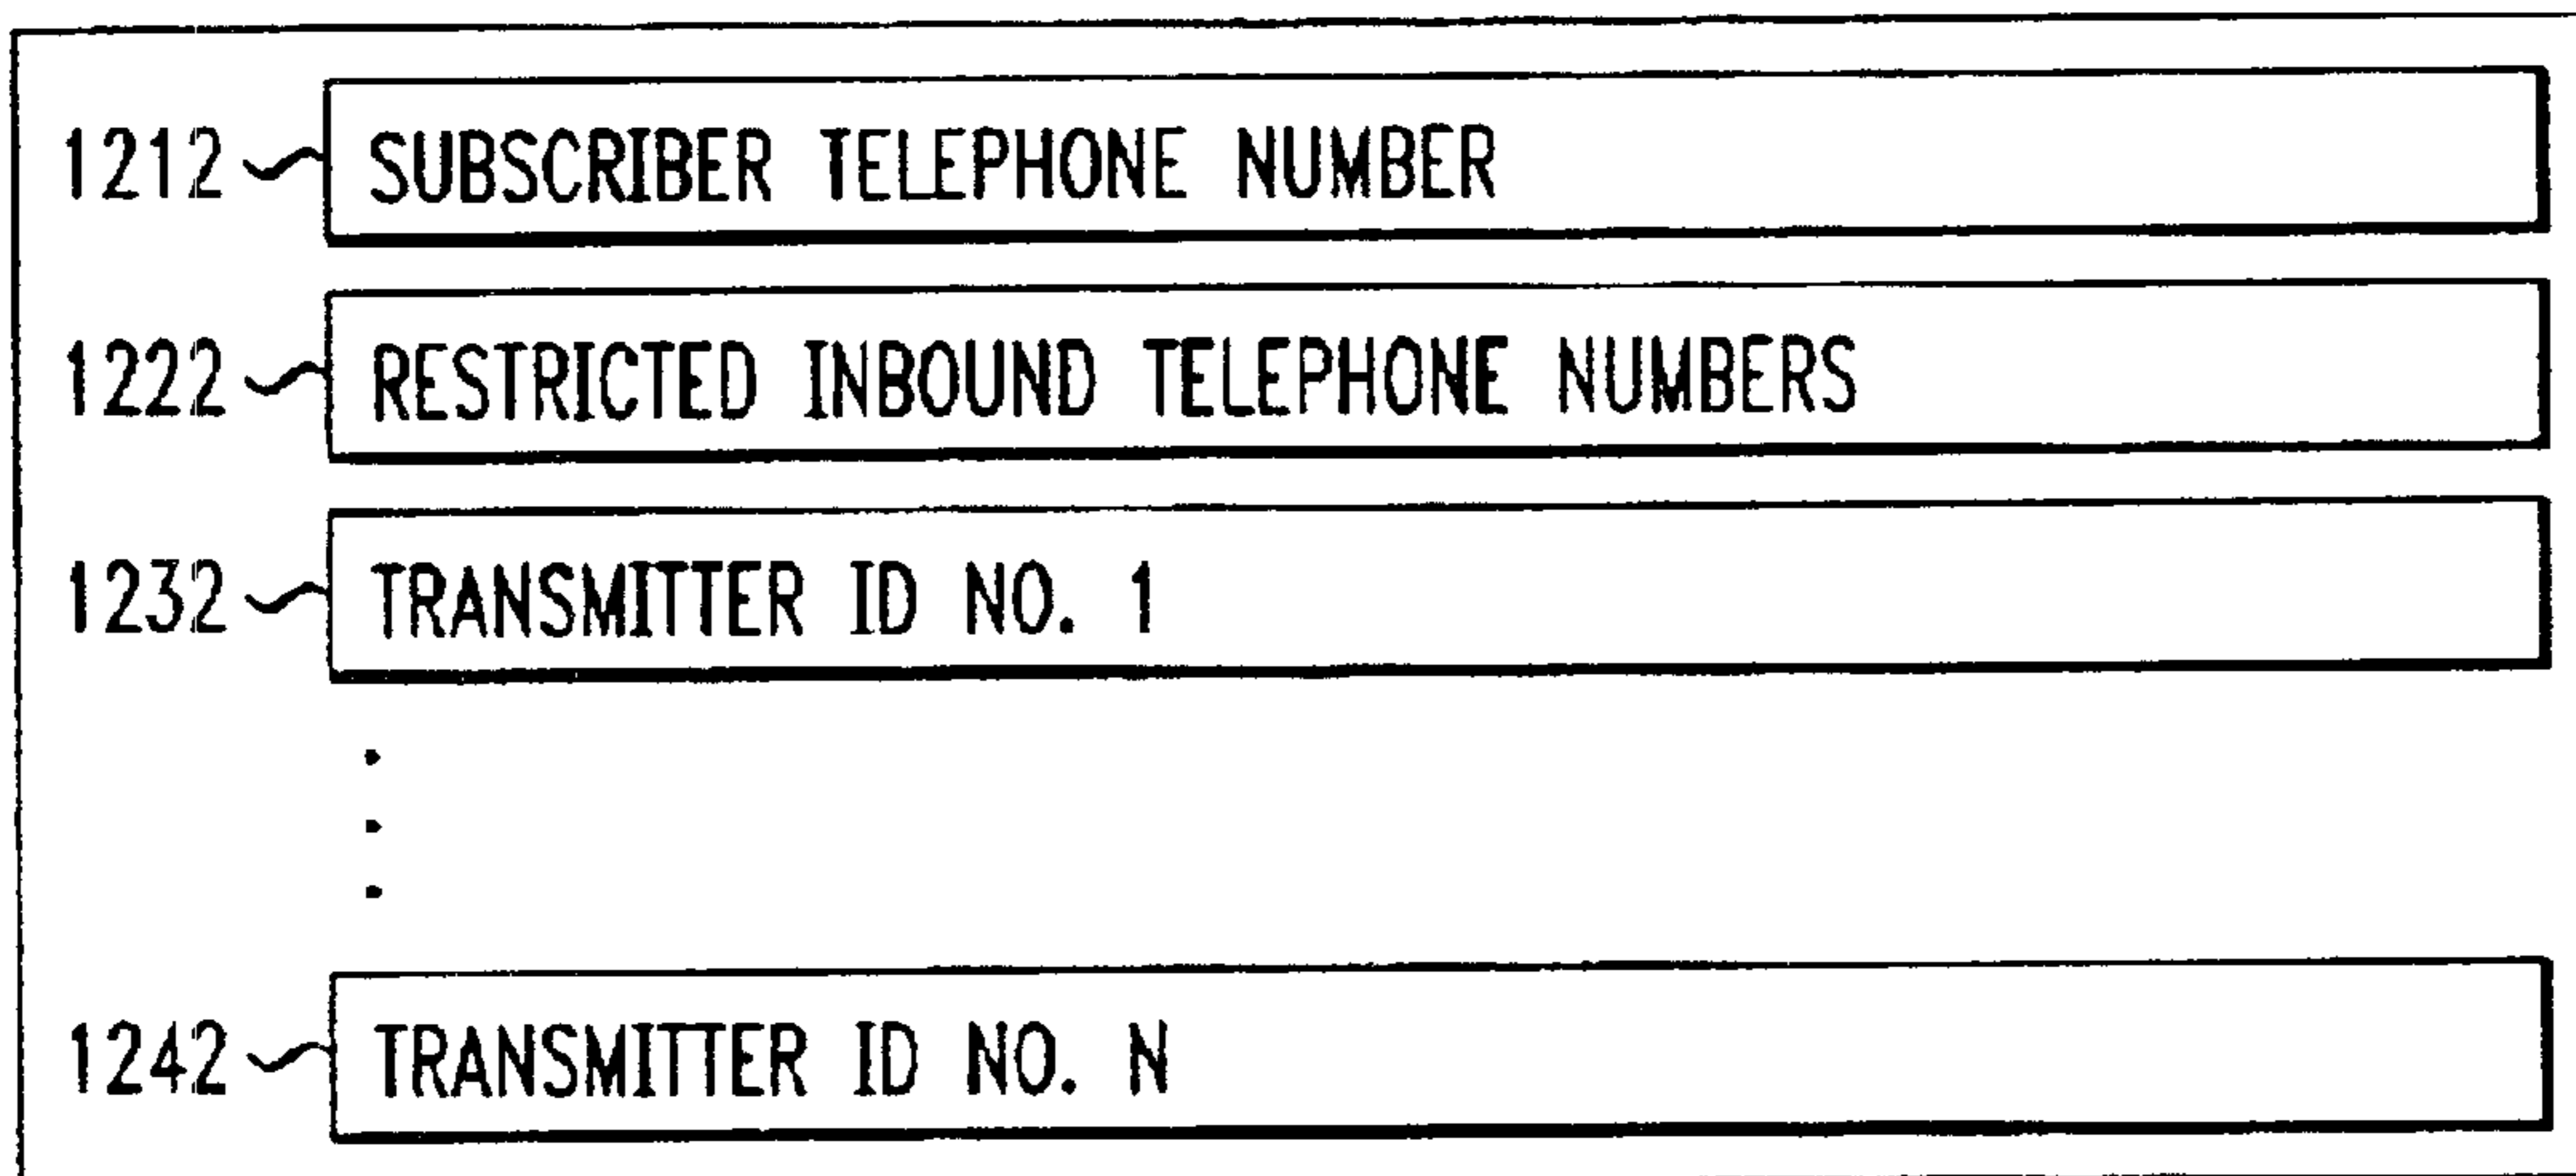 1212 SUBSCRIBER TELEPHONE NUMBER
1222 RESTRICTED INBOUND TELEPHONE NUMBERS
1232 TRANSMITTER ID NO. 1
1242 TRANSMITTER ID NO. N